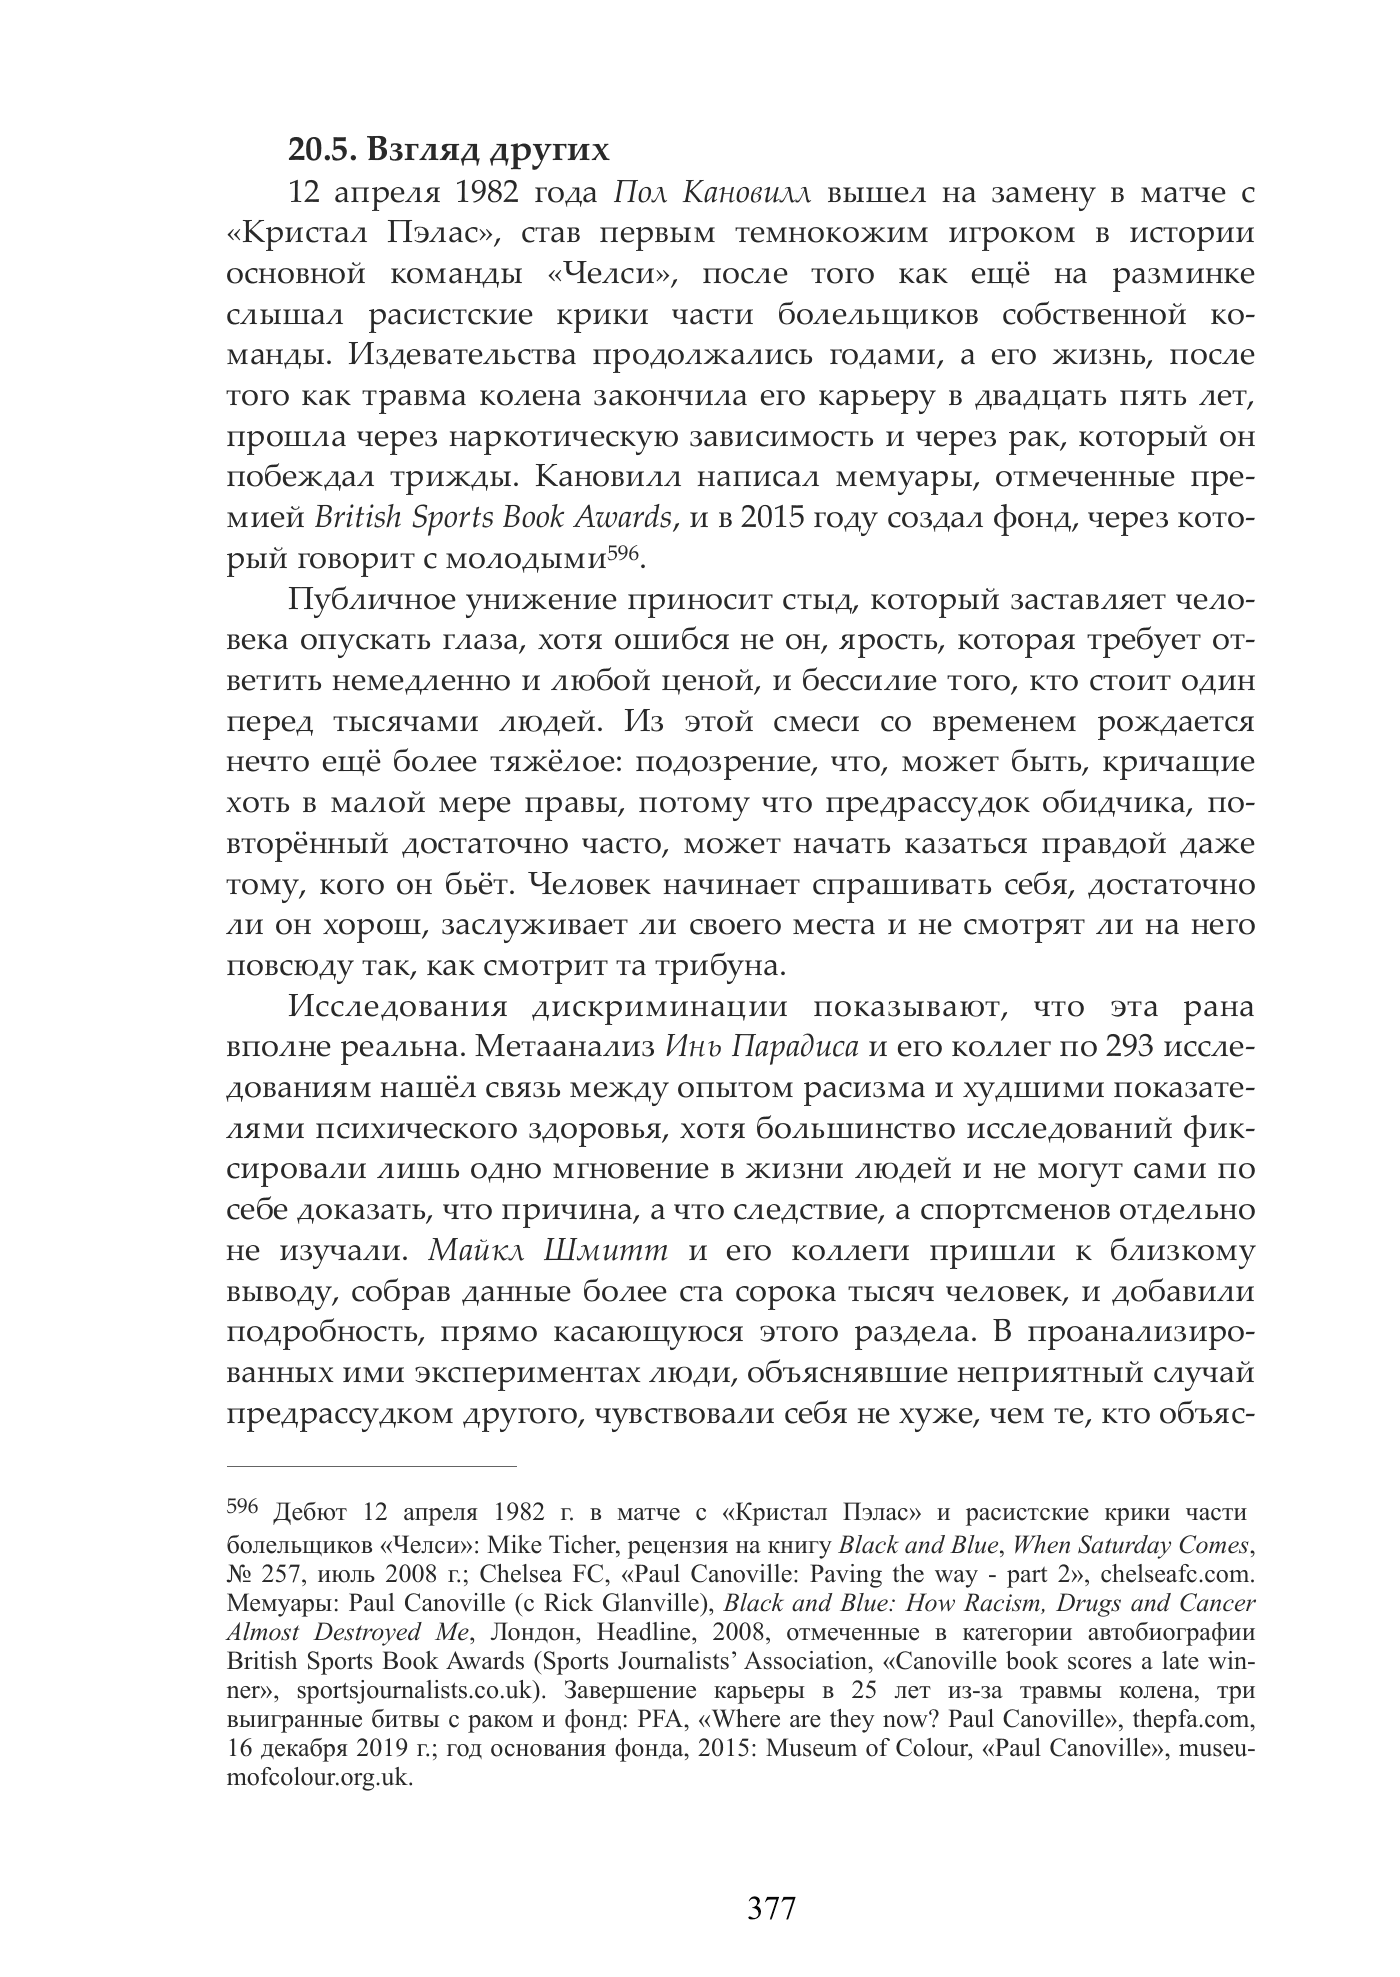 20.5. Взгляд других
12 апреля 1982 года Пол Кановилл вышел на замену в матче с
«Кристал Пэлас», став первым темнокожим игроком в истории
основной команды «Челси», после того как ещё на разминке
слышал расистские крики части болельщиков собственной ко-
манды. Издевательства продолжались годами, а его жизнь, после
того как травма колена закончила его карьеру в двадцать пять лет,
прошла через наркотическую зависимость и через рак, который он
побеждал трижды. Кановилл написал мемуары, отмеченные пре-
мией British Sports Book Awards, и в 2015 году создал фонд, через кото-
рый говорит с молодыми596.
Публичное унижение приносит стыд, который заставляет чело-
века опускать глаза, хотя ошибся не он, ярость, которая требует от-
ветить немедленно и любой ценой, и бессилие того, кто стоит один
перед тысячами людей. Из этой смеси со временем рождается
нечто ещё более тяжёлое: подозрение, что, может быть, кричащие
хоть в малой мере правы, потому что предрассудок обидчика, по-
вторённый достаточно часто, может начать казаться правдой даже
тому, кого он бьёт. Человек начинает спрашивать себя, достаточно
ли он хорош, заслуживает ли своего места и не смотрят ли на него
повсюду так, как смотрит та трибуна.
Исследования дискриминации показывают, что эта рана
вполне реальна. Метаанализ Инь Парадиса и его коллег по 293 иссле-
дованиям нашёл связь между опытом расизма и худшими показате-
лями психического здоровья, хотя большинство исследований фик-
сировали лишь одно мгновение в жизни людей и не могут сами по
себе доказать, что причина, а что следствие, а спортсменов отдельно
не изучали. Майкл Шмитт и его коллеги пришли к близкому
выводу, собрав данные более ста сорока тысяч человек, и добавили
подробность, прямо касающуюся этого раздела. В проанализиро-
ванных ими экспериментах люди, объяснявшие неприятный случай
предрассудком другого, чувствовали себя не хуже, чем те, кто объяс-
596 Дебют 12 апреля 1982 г. в матче с «Кристал Пэлас» и расистские крики части
болельщиков «Челси»: Mike Ticher, рецензия на книгу Black and Blue, When Saturday Comes,
№ 257, июль 2008 г.; Chelsea FC, «Paul Canoville: Paving the way - part 2», chelseafc.com.
Мемуары: Paul Canoville (с Rick Glanville), Black and Blue: How Racism, Drugs and Cancer
Almost Destroyed Me, Лондон, Headline, 2008, отмеченные в категории автобиографии
British Sports Book Awards (Sports Journalists’ Association, «Canoville book scores a late win-
ner», sportsjournalists.co.uk). Завершение карьеры в 25 лет из-за травмы колена, три
выигранные битвы с раком и фонд: PFA, «Where are they now? Paul Canoville», thepfa.com,
16 декабря 2019 г.; год основания фонда, 2015: Museum of Colour, «Paul Canoville», museu-
mofcolour.org.uk.
377